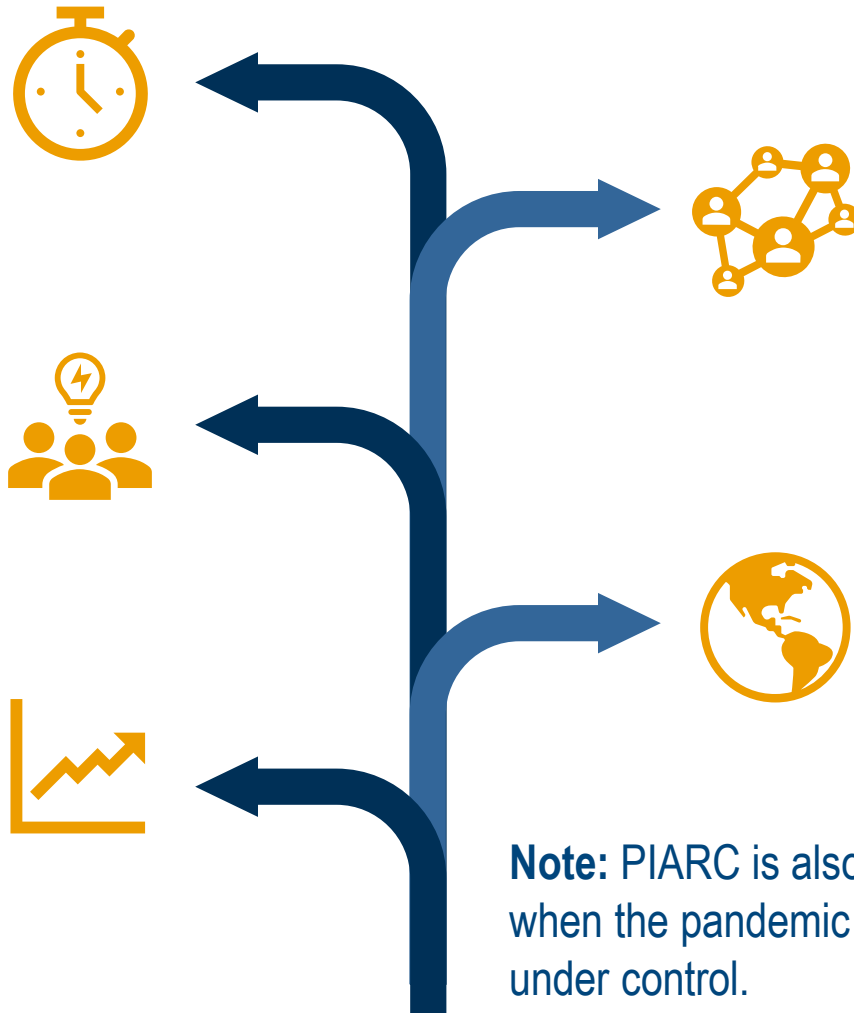 Note: PIARC is also
when the pandemic
under control.